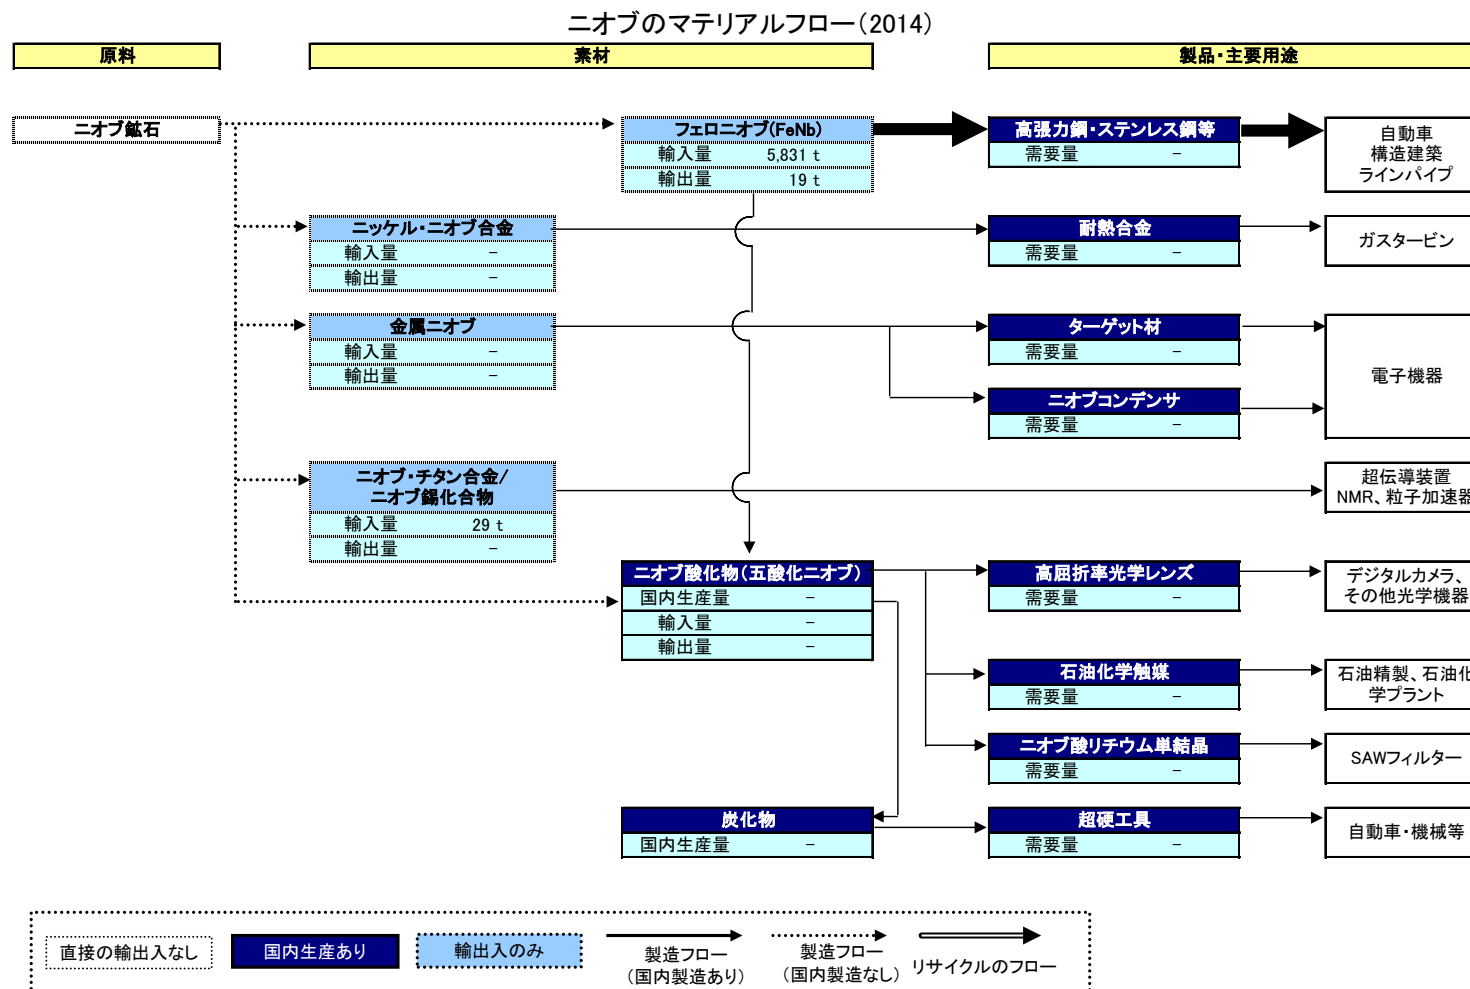 ニオブのマテリアルフロー(2014)
原料
素材
製品・主要用途
ニオブ鉱石
フェロニオブ(FeNb)
輸入量 5,831 t
輸出量 19 t
高張力鋼・ステンレス鋼等
需要量 －
自動車
構造建築
ラインパイプ
ニッケル・ニオブ合金
輸入量 －
輸出量 －
耐熱合金
需要量 －
ガスタービン
金属ニオブ
輸入量 －
輸出量 －
ターゲット材
需要量 －
ニオブコンデンサ
需要量 －
電子機器
ニオブ・チタン合金/
ニオブ錫化合物
輸入量 29 t
輸出量 －
超伝導装置
NMR、粒子加速器
ニオブ酸化物(五酸化ニオブ)
国内生産量 －
輸入量 －
輸出量 －
高屈折率光学レンズ
需要量 －
デジタルカメラ、
その他光学機器
石油化学触媒
需要量 －
石油精製、石油化
学プラント
ニオブ酸リチウム単結晶
需要量 －
SAWフィルター
炭化物
国内生産量 －
超硬工具
需要量 －
自動車・機械等
直接の輸出入なし
国内生産あり
輸出入のみ
製造フロー
(国内製造あり)
製造フロー
(国内製造なし)
リサイクルのフロー